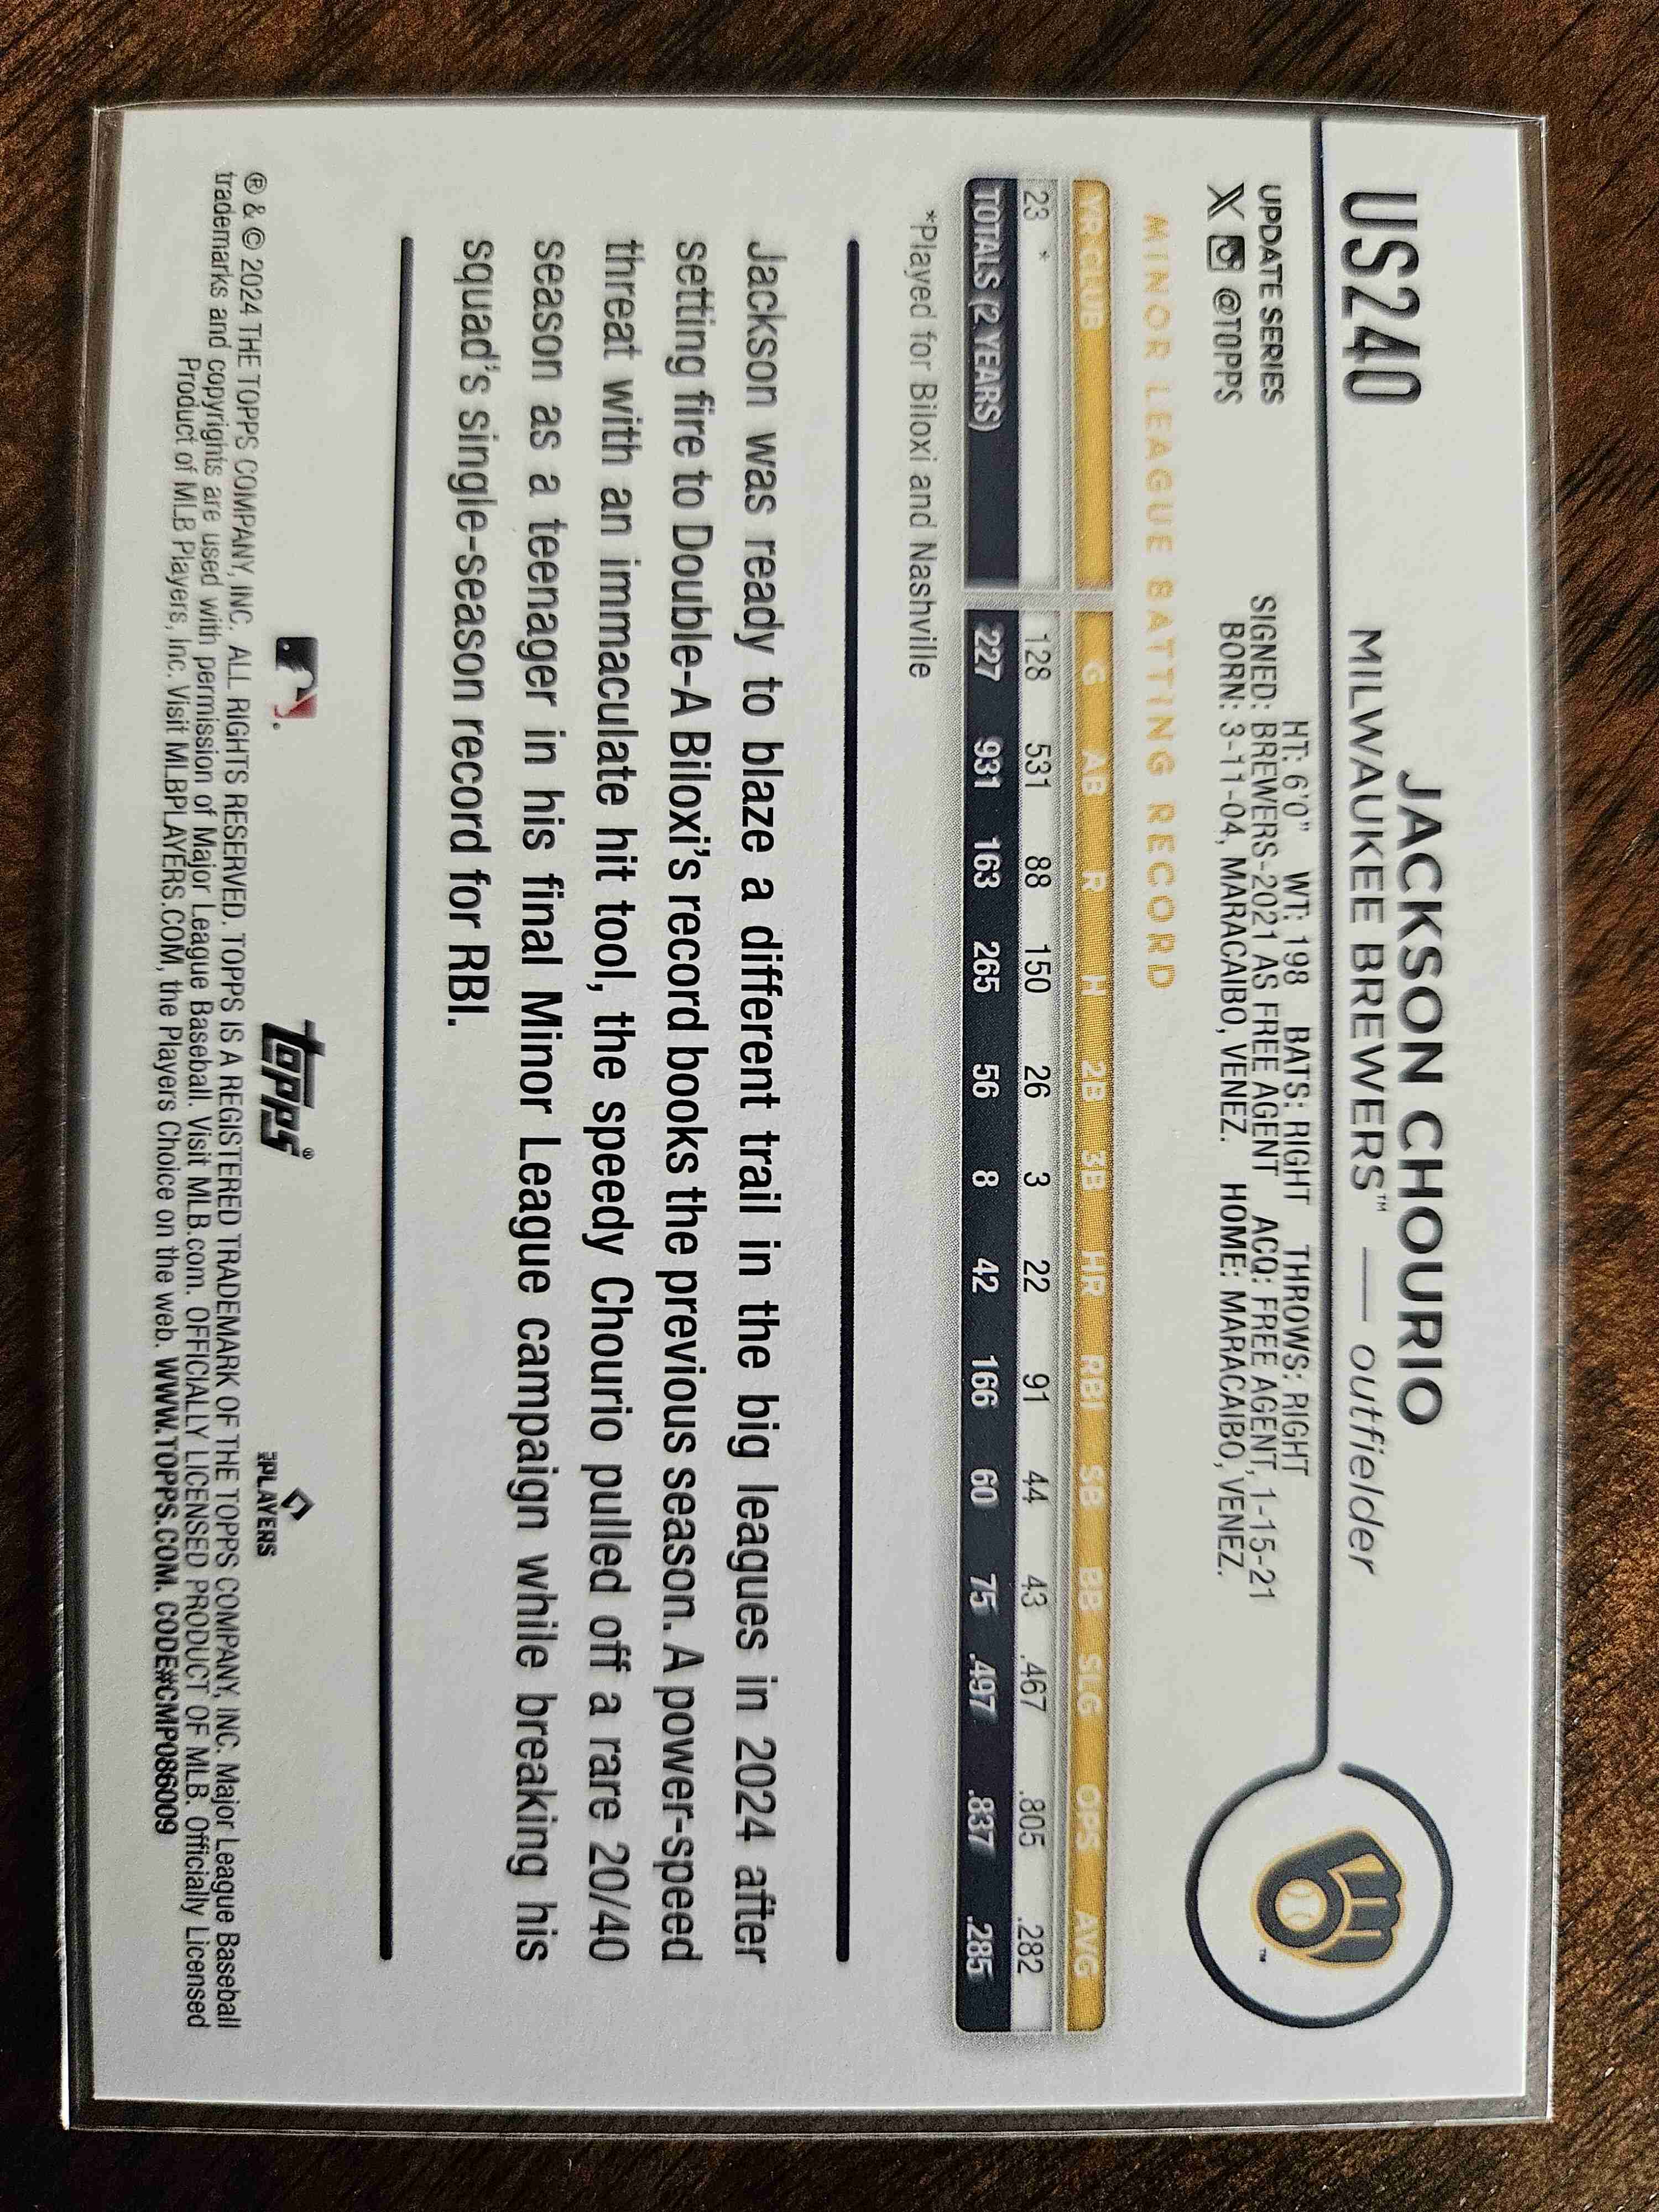 US240
JACKSON CHOURIO
MILWAUKEE BREWERS™ — outfielder
UPDATE SERIES
X @TOPPS
HT: 6'0" WT: 198 BATS: RIGHT THROWS: RIGHT
SIGNED: BREWERS-2021 AS FREE AGENT ACQ: FREE AGENT, 1-15-21
BORN: 3-11-04, MARACAIBO, VENEZ. HOME: MARACAIBO, VENEZ.
MINOR LEAGUE BATTING RECORD
YR CLUB G AB R H 2B 3B HR RBI SB BB SLG OPS AVG
23 * 128 531 88 150 26 3 22 91 44 43 .467 .805 .282
TOTALS (2 YEARS) 227 931 163 265 56 8 42 166 60 75 .497 .837 .285
*Played for Biloxi and Nashville
Jackson was ready to blaze a different trail in the big leagues in 2024 after
setting fire to Double-A Biloxi's record books the previous season. A power-speed
threat with an immaculate hit tool, the speedy Chourio pulled off a rare 20/40
season as a teenager in his final Minor League campaign while breaking his
squad's single-season record for RBI.
topps®
PLAYERS
® & © 2024 THE TOPPS COMPANY, INC. ALL RIGHTS RESERVED. TOPPS IS A REGISTERED TRADEMARK OF THE TOPPS COMPANY, INC. Major League Baseball
trademarks and copyrights are used with permission of Major League Baseball. Visit MLB.com. OFFICIALLY LICENSED PRODUCT OF MLB. Officially Licensed
Product of MLB Players, Inc. Visit MLBPLAYERS.COM, the Players Choice on the web. WWW.TOPPS.COM. CODE#CMP086009